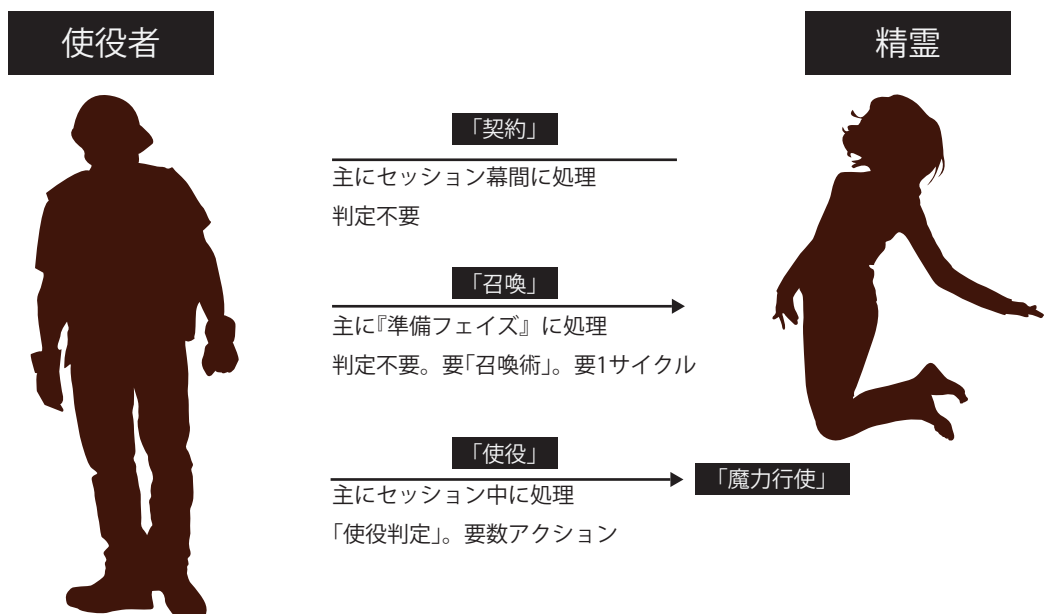 使役者
精霊
「契約」
主にセッション幕間に処理
判定不要
「召喚」
主に『準備フェイズ』に処理
判定不要。要「召喚術」。要1サイクル
「使役」
「魔力行使」
主にセッション中に処理
「使役判定」。要数アクション